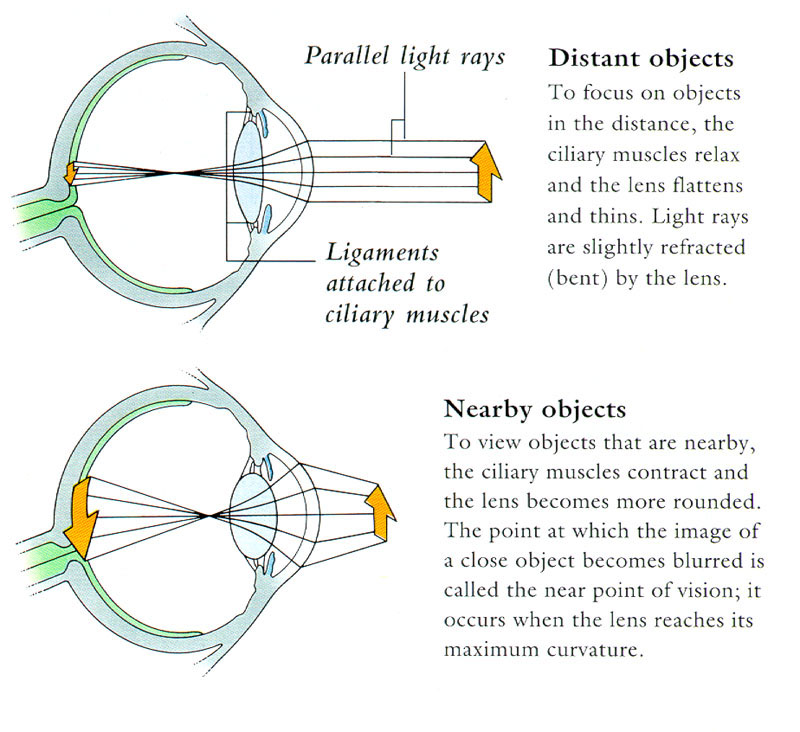 Parallel light rays
Distant objects
To focus on objects
in the distance, the
ciliary muscles relax
and the lens flattens
and thins. Light rays
are slightly refracted
(bent) by the lens.
Ligaments
attached to
ciliary muscles
Nearby objects
To view objects that are nearby,
the ciliary muscles contract and
the lens becomes more rounded.
The point at which the image of
a close object becomes blurred is
called the near point of vision; it
occurs when the lens reaches its
maximum curvature.